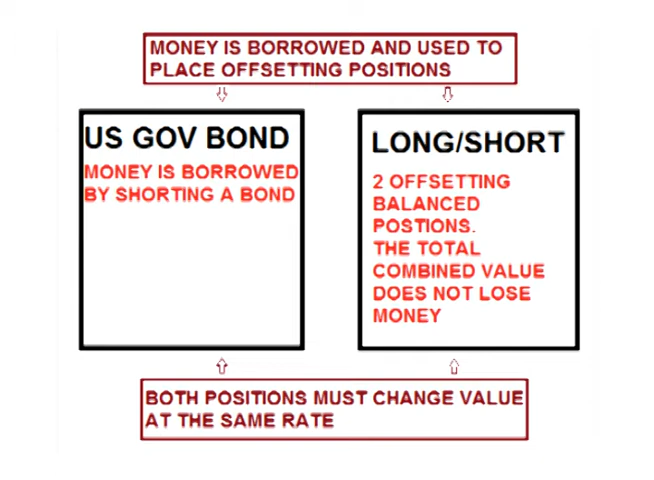 MONEY IS BORROWED AND USED TO
PLACE OFFSETTING POSITIONS
US GOV BOND
MONEY IS BORROWED
BY SHORTING A BOND
LONG/SHORT
2 OFFSETTING
BALANCED
POSTIONS.
THE TOTAL
COMBINED VALUE
DOES NOT LOSE
MONEY
BOTH POSITIONS MUST CHANGE VALUE
AT THE SAME RATE